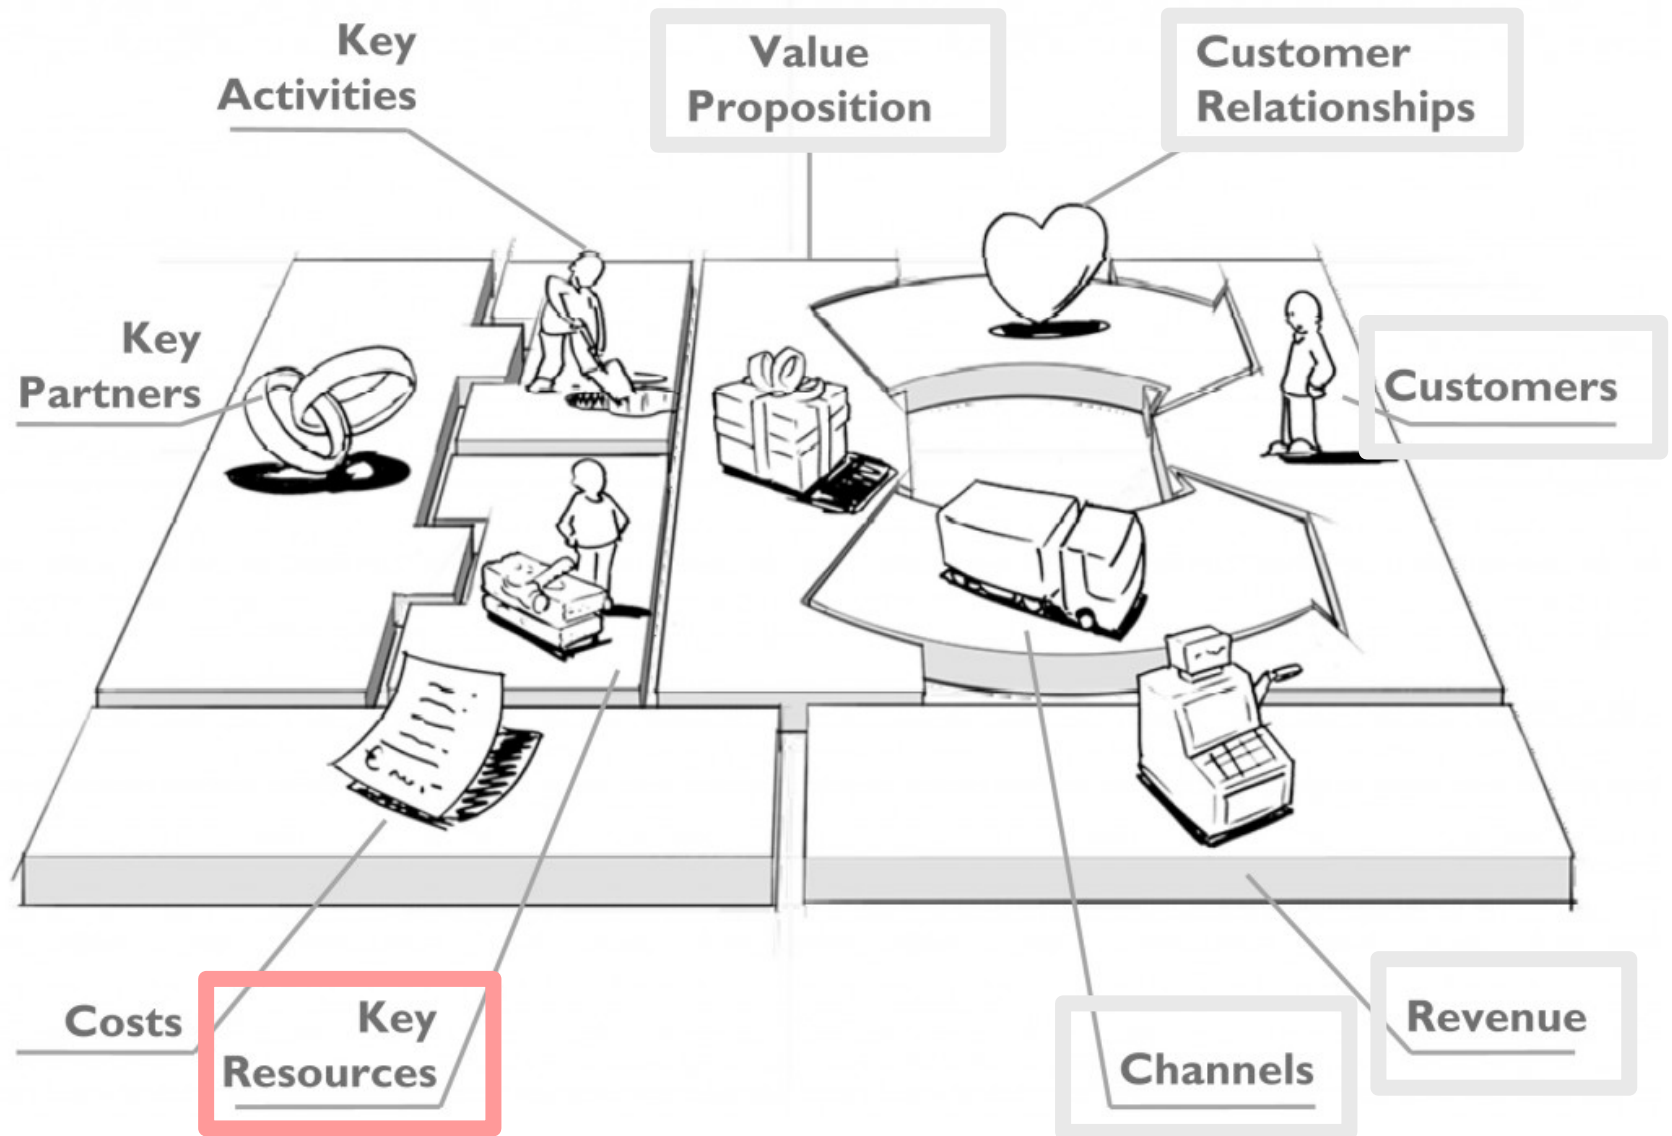 Key
Activities
Value
Proposition
Customer
Relationships
Key
Partners
Customers
Costs
Key
Resources
Channels
Revenue